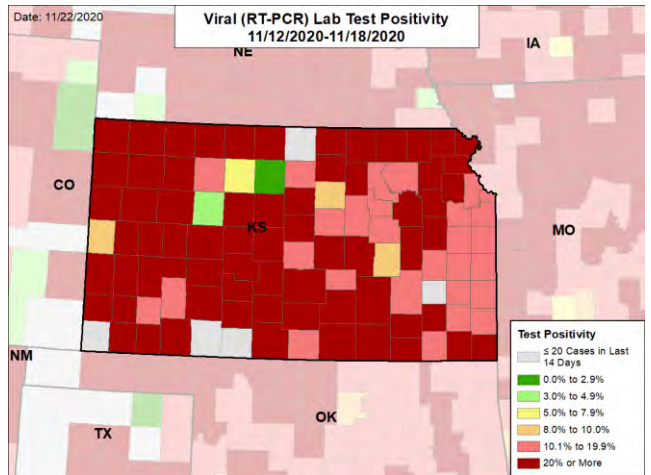 Date: 11/22/2020
Viral (RT-PCR) Lab Test Positivity
11/12/2020-11/18/2020
NE
IA
CO
KS
MO
NM
OK
TX
Test Positivity
≤ 20 Cases in Last
14 Days
0.0% to 2.9%
3.0% to 4.9%
5.0% to 7.9%
8.0% to 10.0%
10.1% to 19.9%
20% or More